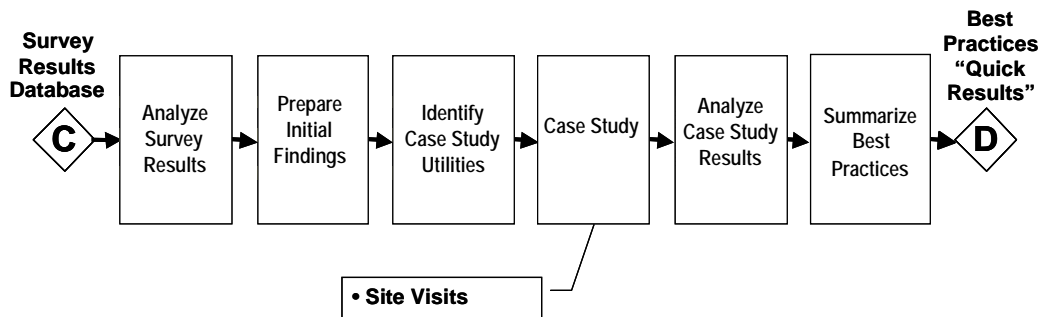 Survey
Results
Database
C
Analyze
Survey
Results
Prepare
Initial
Findings
Identify
Case Study
Utilities
Case Study
Analyze
Case Study
Results
Summarize
Best
Practices
Best
Practices
“Quick
Results”
D
• Site Visits